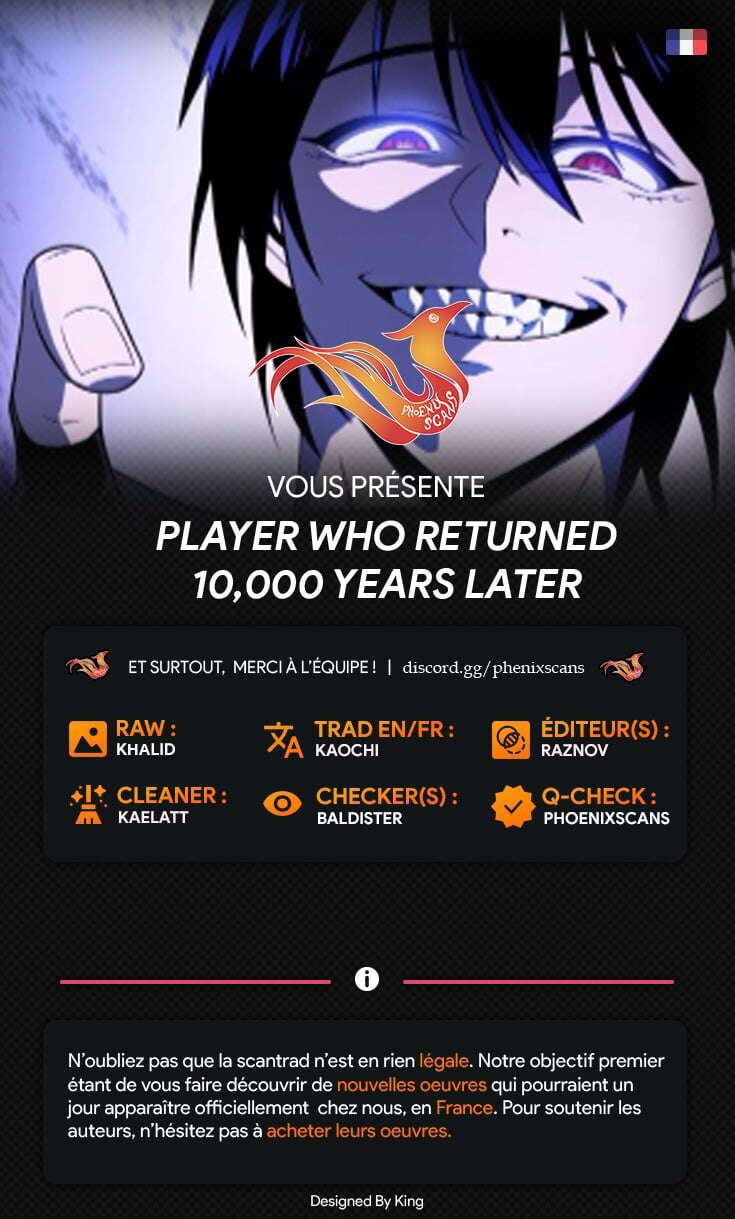 PHOENIX
SCANS
VOUS PRÉSENTE
PLAYER WHO RETURNED
10,000 YEARS LATER
ET SURTOUT, MERCI À L'ÉQUIPE ! | discord.gg/phenixscans
RAW :
KHALID
TRAD EN/FR :
KAOCHI
ÉDITEUR(S) :
RAZNOV
CLEANER :
KAELATT
CHECKER(S) :
BALDISTER
Q-CHECK :
PHOENIXSCANS
N'oubliez pas que la scantrad n'est en rien légale. Notre objectif premier
étant de vous faire découvrir de nouvelles oeuvres qui pourraient un
jour apparaître officiellement chez nous, en France. Pour soutenir les
auteurs, n'hésitez pas à acheter leurs oeuvres.
Designed By King